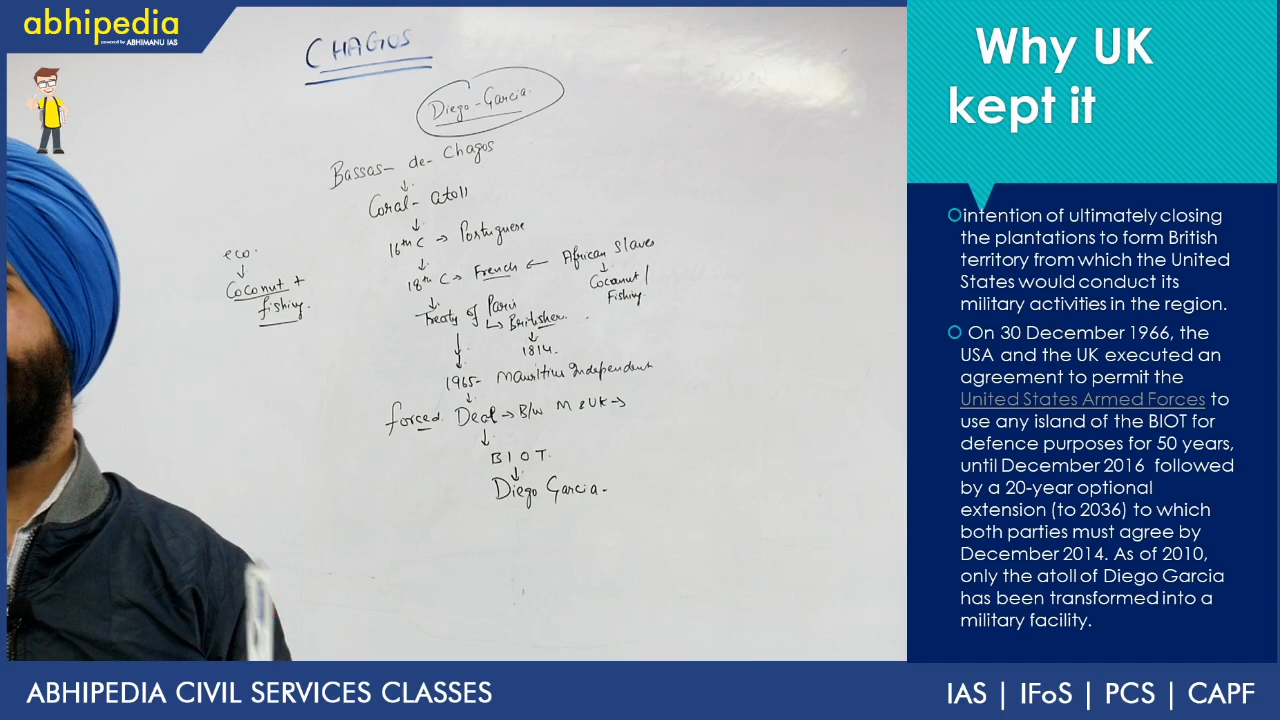 abhipedia
powered by ABHIMANU IAS
CHAGOS
Diego-Garcia.
Bassas- de- Chagos
Coral- atoll
16th C → Portuguese
18th C → French ← African Slaves
Coconut /
Fishing.
eco.
Coconut +
fishing.
Treaty of Paris
Britisher.
1814.
1965- Mauritius Independent
forced. Deal → B/w M & UK →
BIOT.
Diego Garcia.
Why UK
kept it
intention of ultimately closing
the plantations to form British
territory from which the United
States would conduct its
military activities in the region.
On 30 December 1966, the
USA and the UK executed an
agreement to permit the
United States Armed Forces to
use any island of the BIOT for
defence purposes for 50 years,
until December 2016 followed
by a 20-year optional
extension (to 2036) to which
both parties must agree by
December 2014. As of 2010,
only the atoll of Diego Garcia
has been transformed into a
military facility.
ABHIPEDIA CIVIL SERVICES CLASSES
IAS | IFoS | PCS | CAPF